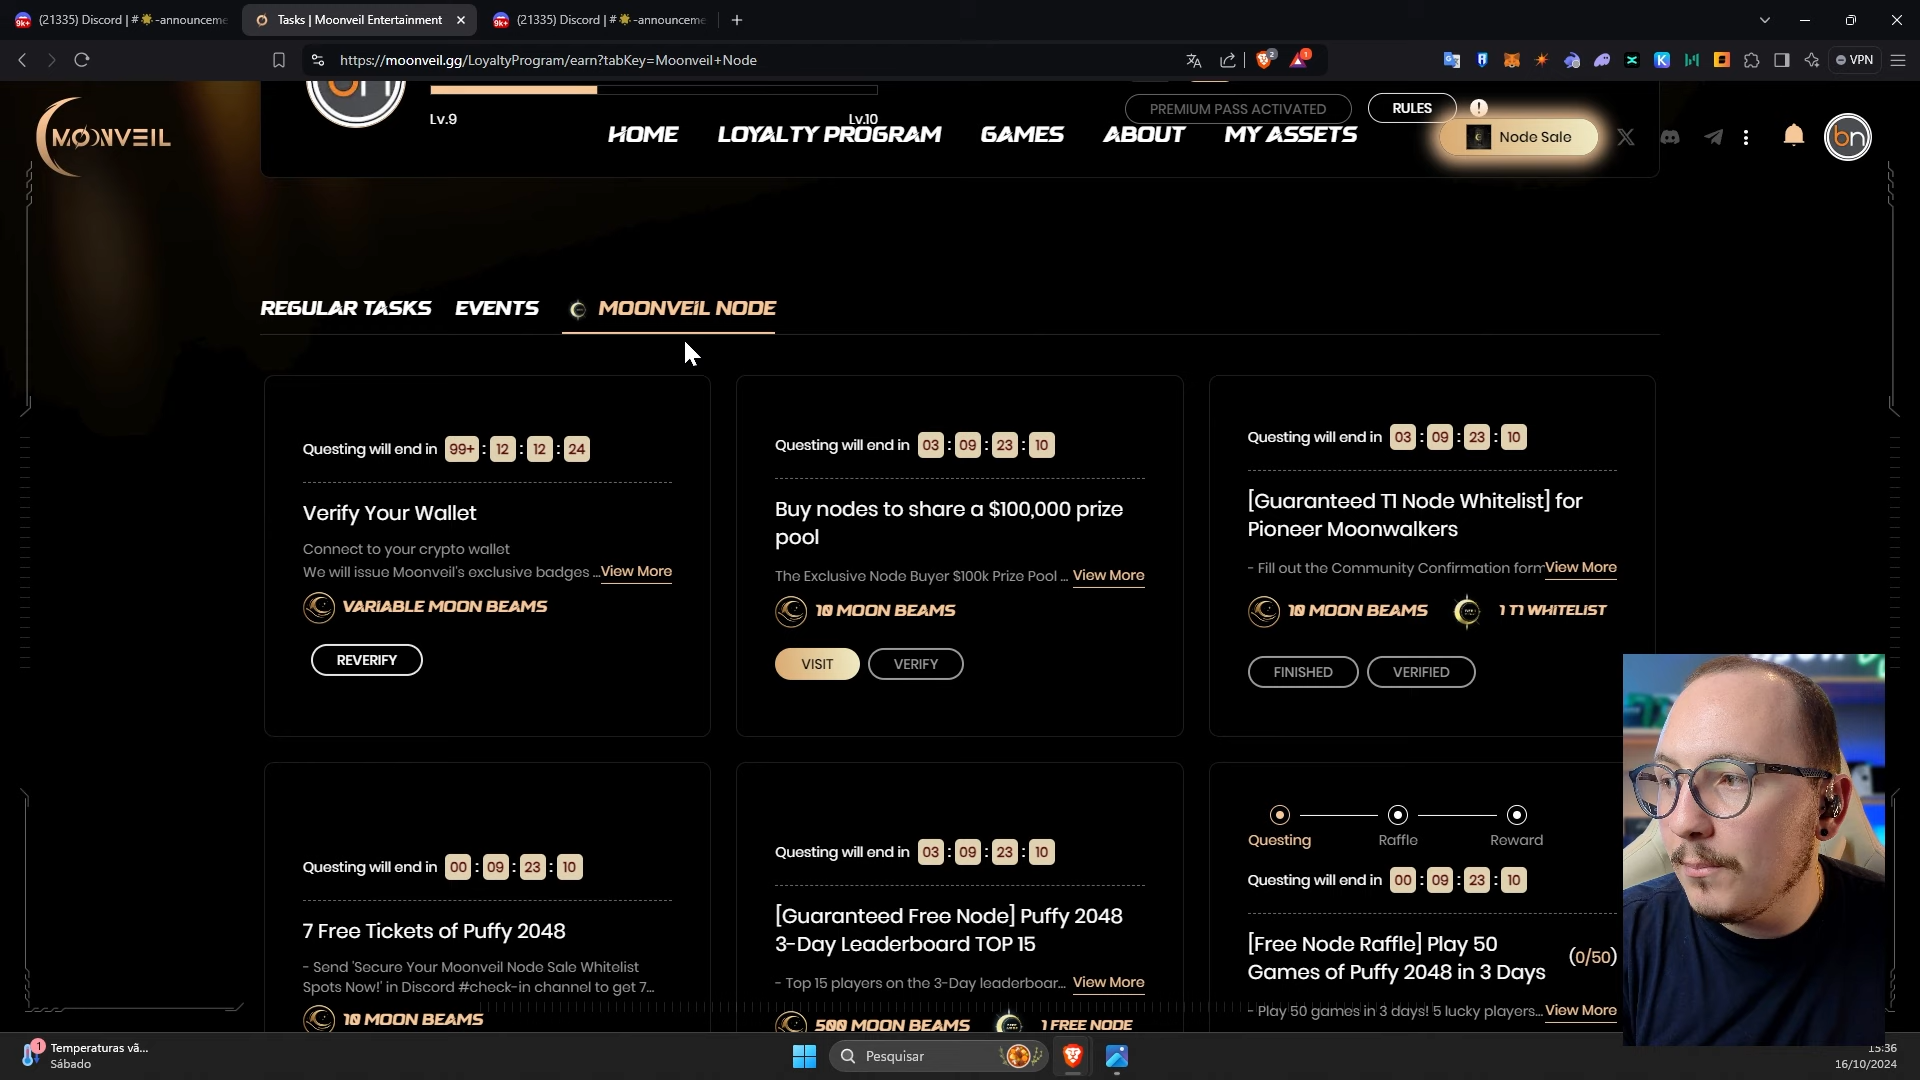 (21335) Discord | # 🌟-announceme
Tasks | Moonveil Entertainment
(21335) Discord | # 🌟-announceme
https://moonveil.gg/LoyaltyProgram/earn?tabKey=Moonveil+Node
2
1
VPN
Lv.9
Lv.10
PREMIUM PASS ACTIVATED
RULES
MOONVEIL
HOME
LOYALTY PROGRAM
GAMES
ABOUT
MY ASSETS
Node Sale
bn
REGULAR TASKS
EVENTS
MOONVEIL NODE
Questing will end in 99+ : 12 : 12 : 24
Verify Your Wallet
Connect to your crypto wallet
We will issue Moonveil's exclusive badges ...View More
VARIABLE MOON BEAMS
REVERIFY
Questing will end in 03 : 09 : 23 : 10
Buy nodes to share a $100,000 prize
pool
The Exclusive Node Buyer $100k Prize Pool ... View More
10 MOON BEAMS
VISIT
VERIFY
Questing will end in 03 : 09 : 23 : 10
[Guaranteed T1 Node Whitelist] for
Pioneer Moonwalkers
- Fill out the Community Confirmation form View More
10 MOON BEAMS
1 T1 WHITELIST
FINISHED
VERIFIED
Questing will end in 00 : 09 : 23 : 10
7 Free Tickets of Puffy 2048
- Send 'Secure Your Moonveil Node Sale Whitelist
Spots Now!' in Discord #check-in channel to get 7...
10 MOON BEAMS
Questing will end in 03 : 09 : 23 : 10
[Guaranteed Free Node] Puffy 2048
3-Day Leaderboard TOP 15
- Top 15 players on the 3-Day leaderboar... View More
500 MOON BEAMS
1 FREE NODE
Questing
Raffle
Reward
Questing will end in 00 : 09 : 23 : 10
[Free Node Raffle] Play 50
Games of Puffy 2048 in 3 Days
(0/50)
- Play 50 games in 3 days! 5 lucky players... View More
1
Temperaturas vã...
Sábado
Pesquisar
15:36
16/10/2024